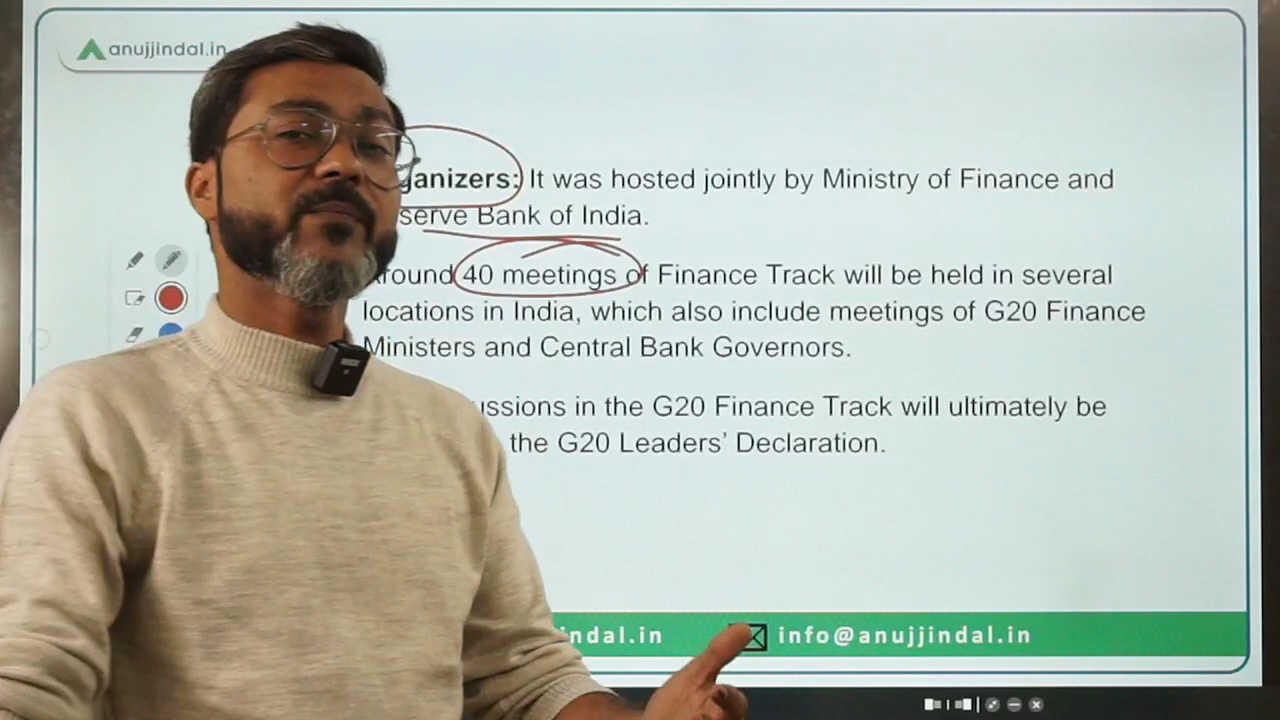 anujjindal.in
ganizers: It was hosted jointly by Ministry of Finance and
serve Bank of India.
Around 40 meetings of Finance Track will be held in several
locations in India, which also include meetings of G20 Finance
Ministers and Central Bank Governors.
ussions in the G20 Finance Track will ultimately be
the G20 Leaders’ Declaration.
indal.in
info@anujjindal.in